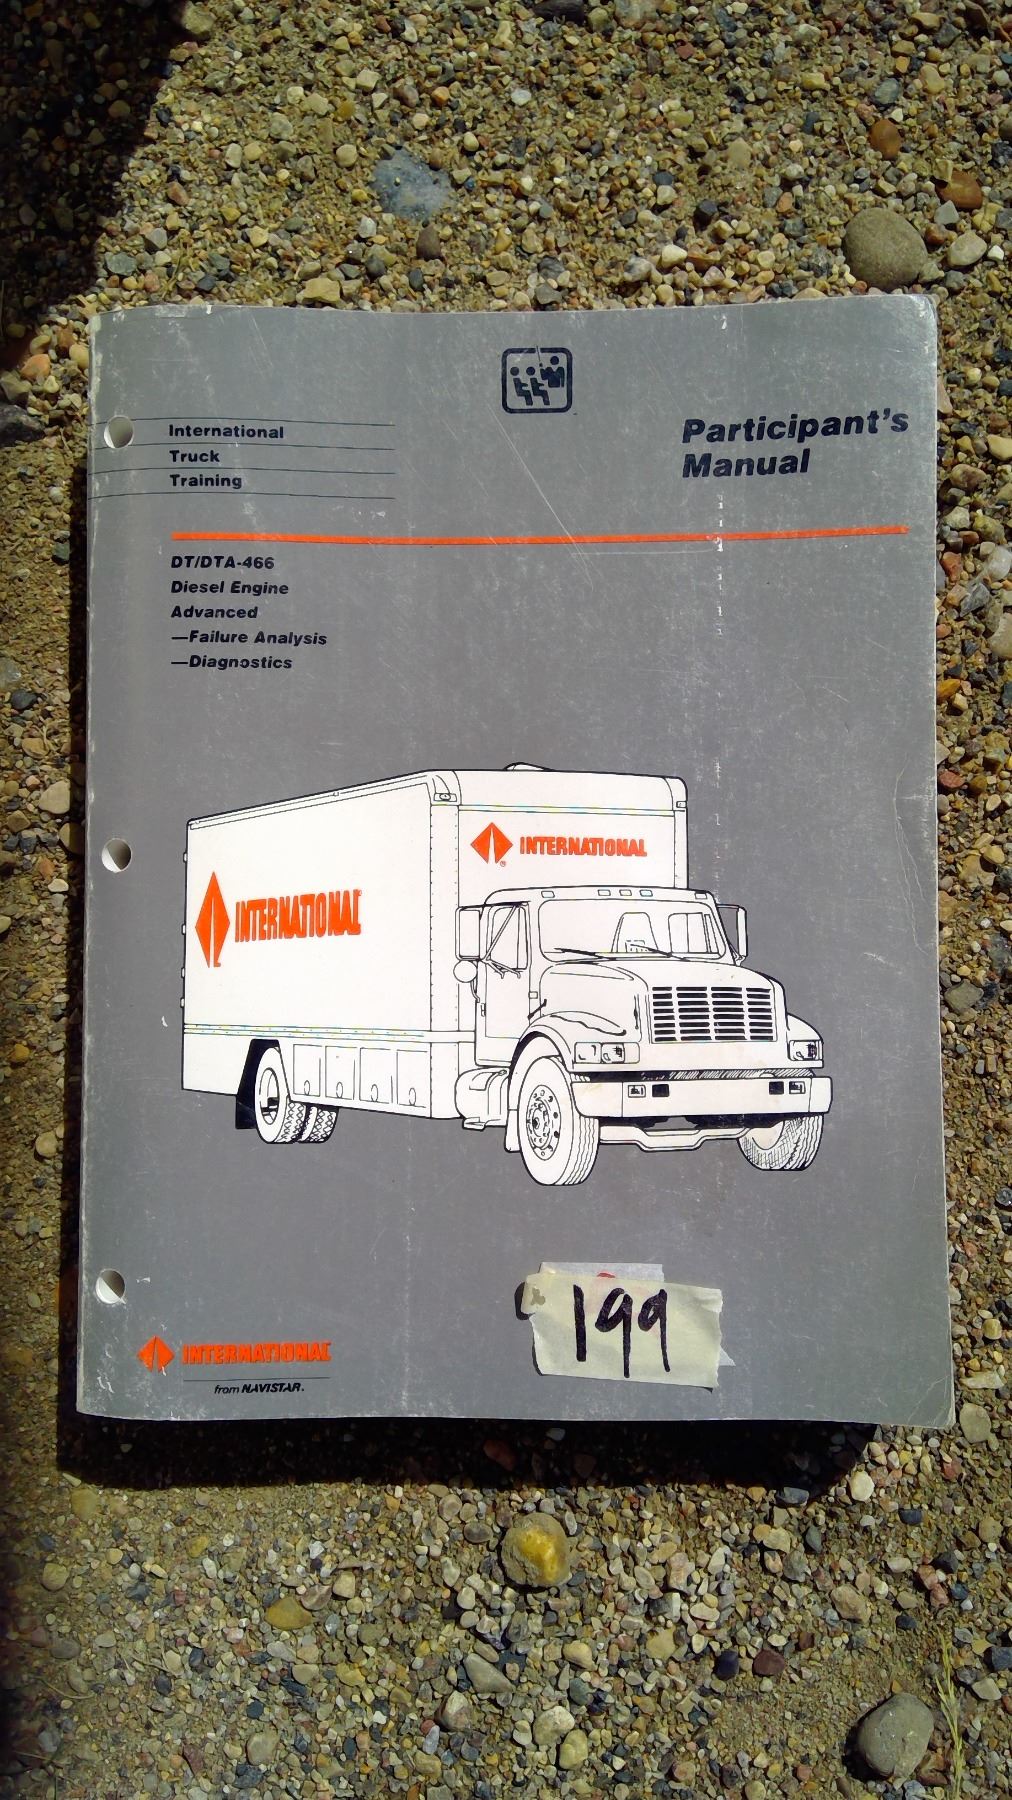 International
Truck
Training
Participant's
Manual
DT/DTA-466
Diesel Engine
Advanced
—Failure Analysis
—Diagnostics
INTERNATIONAL
®
INTERNATIONAL®
INTERNATIONAL
from NAVISTAR.
199